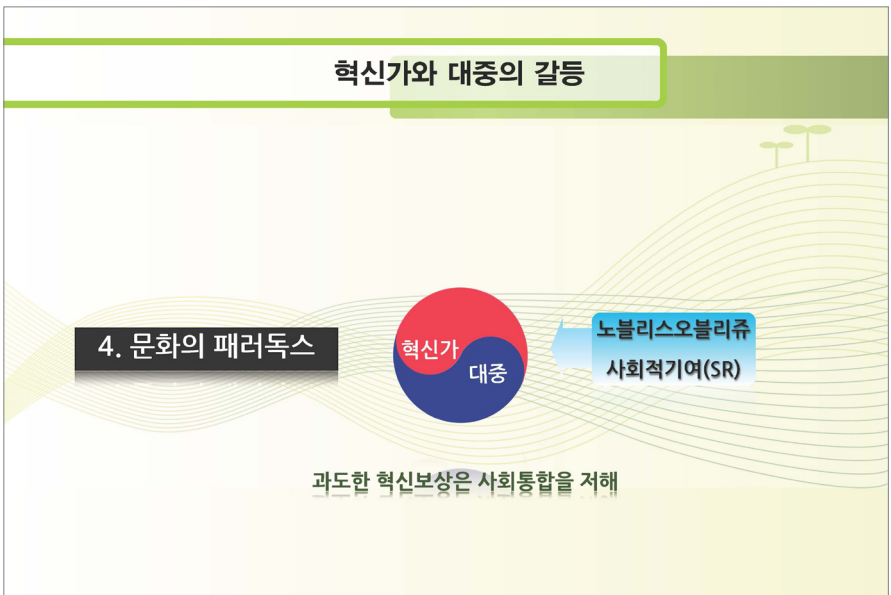 혁신가와 대중의 갈등
4. 문화의 패러독스
혁신가
대중
노블리스오블리쥬
사회적기여(SR)
과도한 혁신보상은 사회통합을 저해